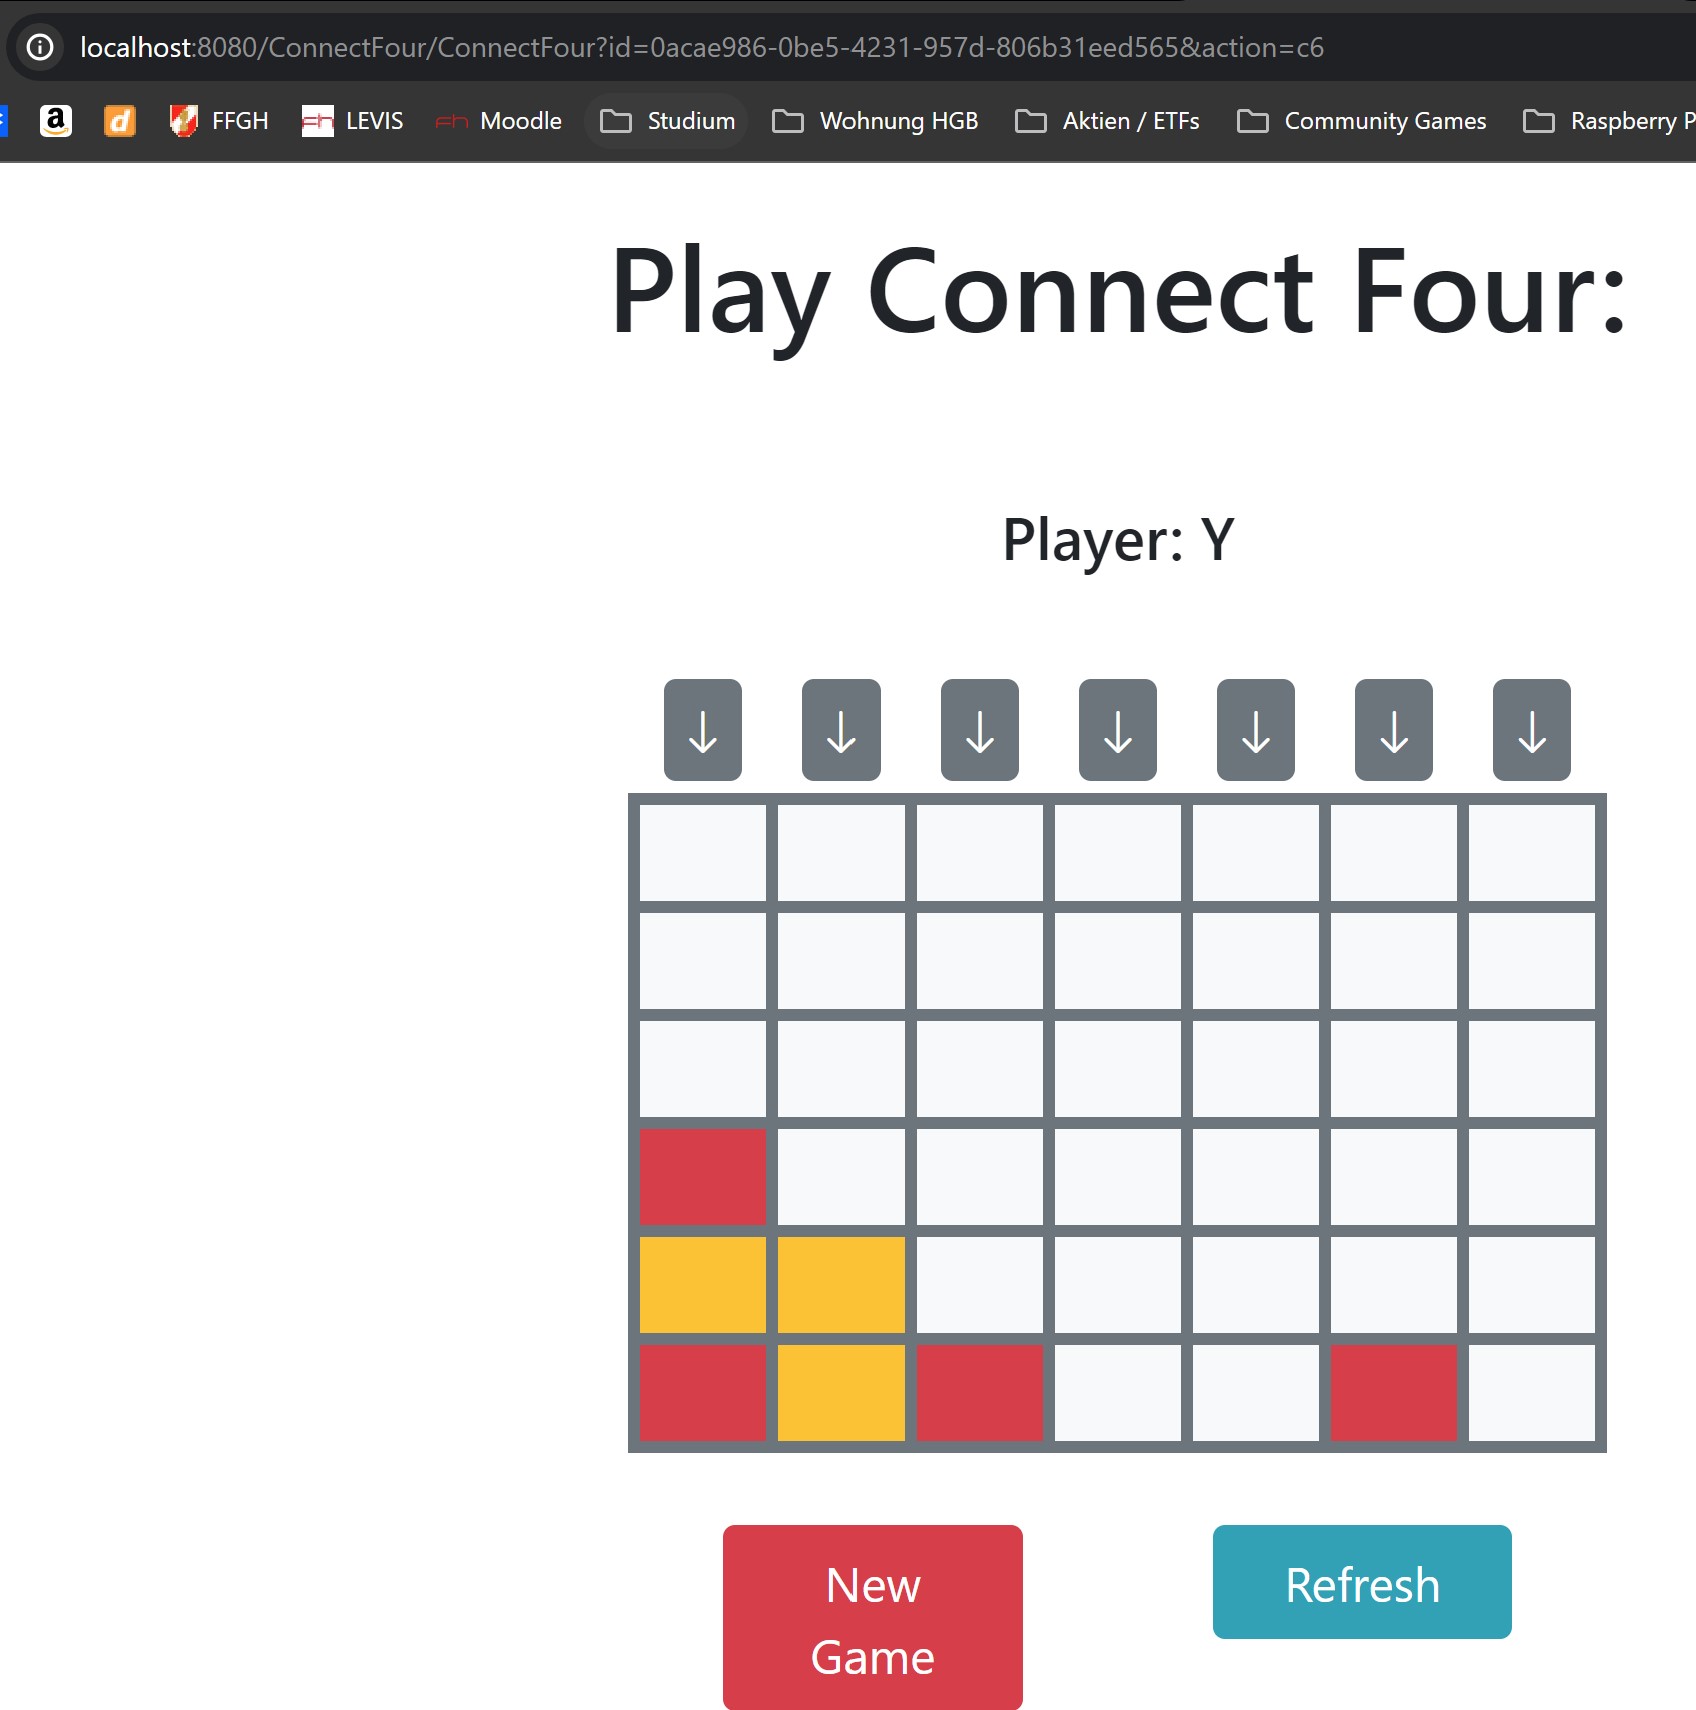 localhost:8080/ConnectFour/ConnectFour?id=0acae986-0be5-4231-957d-806b31eed565&action=c6
a d FFGH LEVIS Moodle Studium Wohnung HGB Aktien / ETFs Community Games Raspberry P
Play Connect Four:
Player: Y
↓ ↓ ↓ ↓ ↓ ↓ ↓
New
Game
Refresh